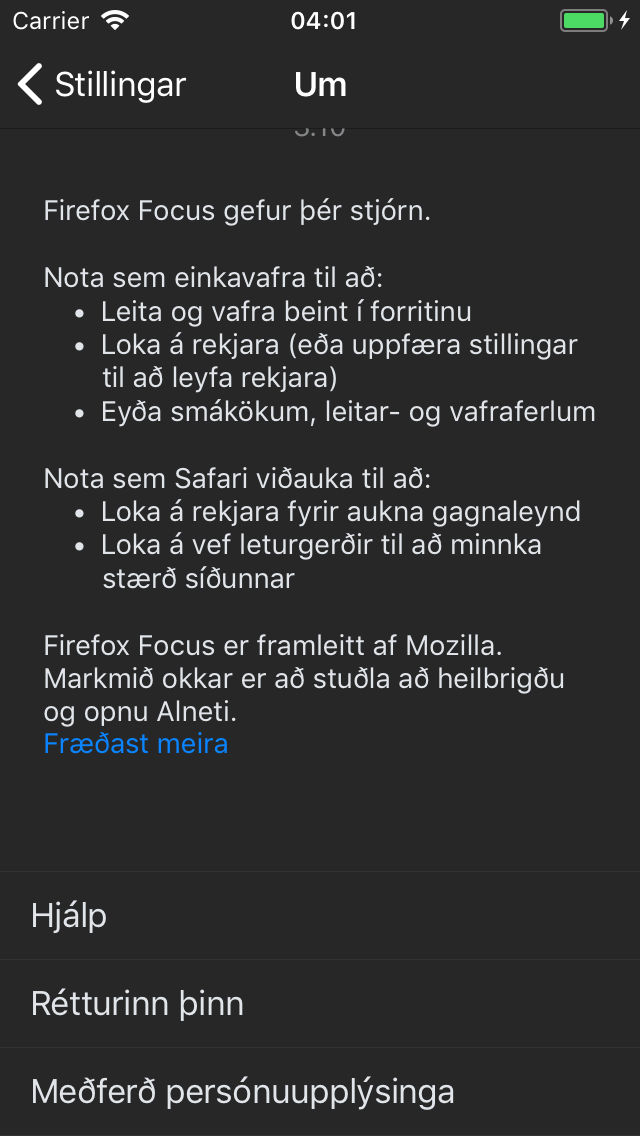 Carrier 04:01
Stillingar Um
Firefox Focus gefur þér stjórn.
Nota sem einkavafra til að:
• Leita og vafra beint í forritinu
• Loka á rekjara (eða uppfæra stillingar
til að leyfa rekjara)
• Eyða smákökum, leitar- og vafraferlum
Nota sem Safari viðauka til að:
• Loka á rekjara fyrir aukna gagnaleynd
• Loka á vef leturgerðir til að minnka
stærð síðunnar
Firefox Focus er framleitt af Mozilla.
Markmið okkar er að stuðla að heilbrigðu
og opnu Alneti.
Fræðast meira
Hjálp
Rétturinn þinn
Meðferð persónuupplýsinga